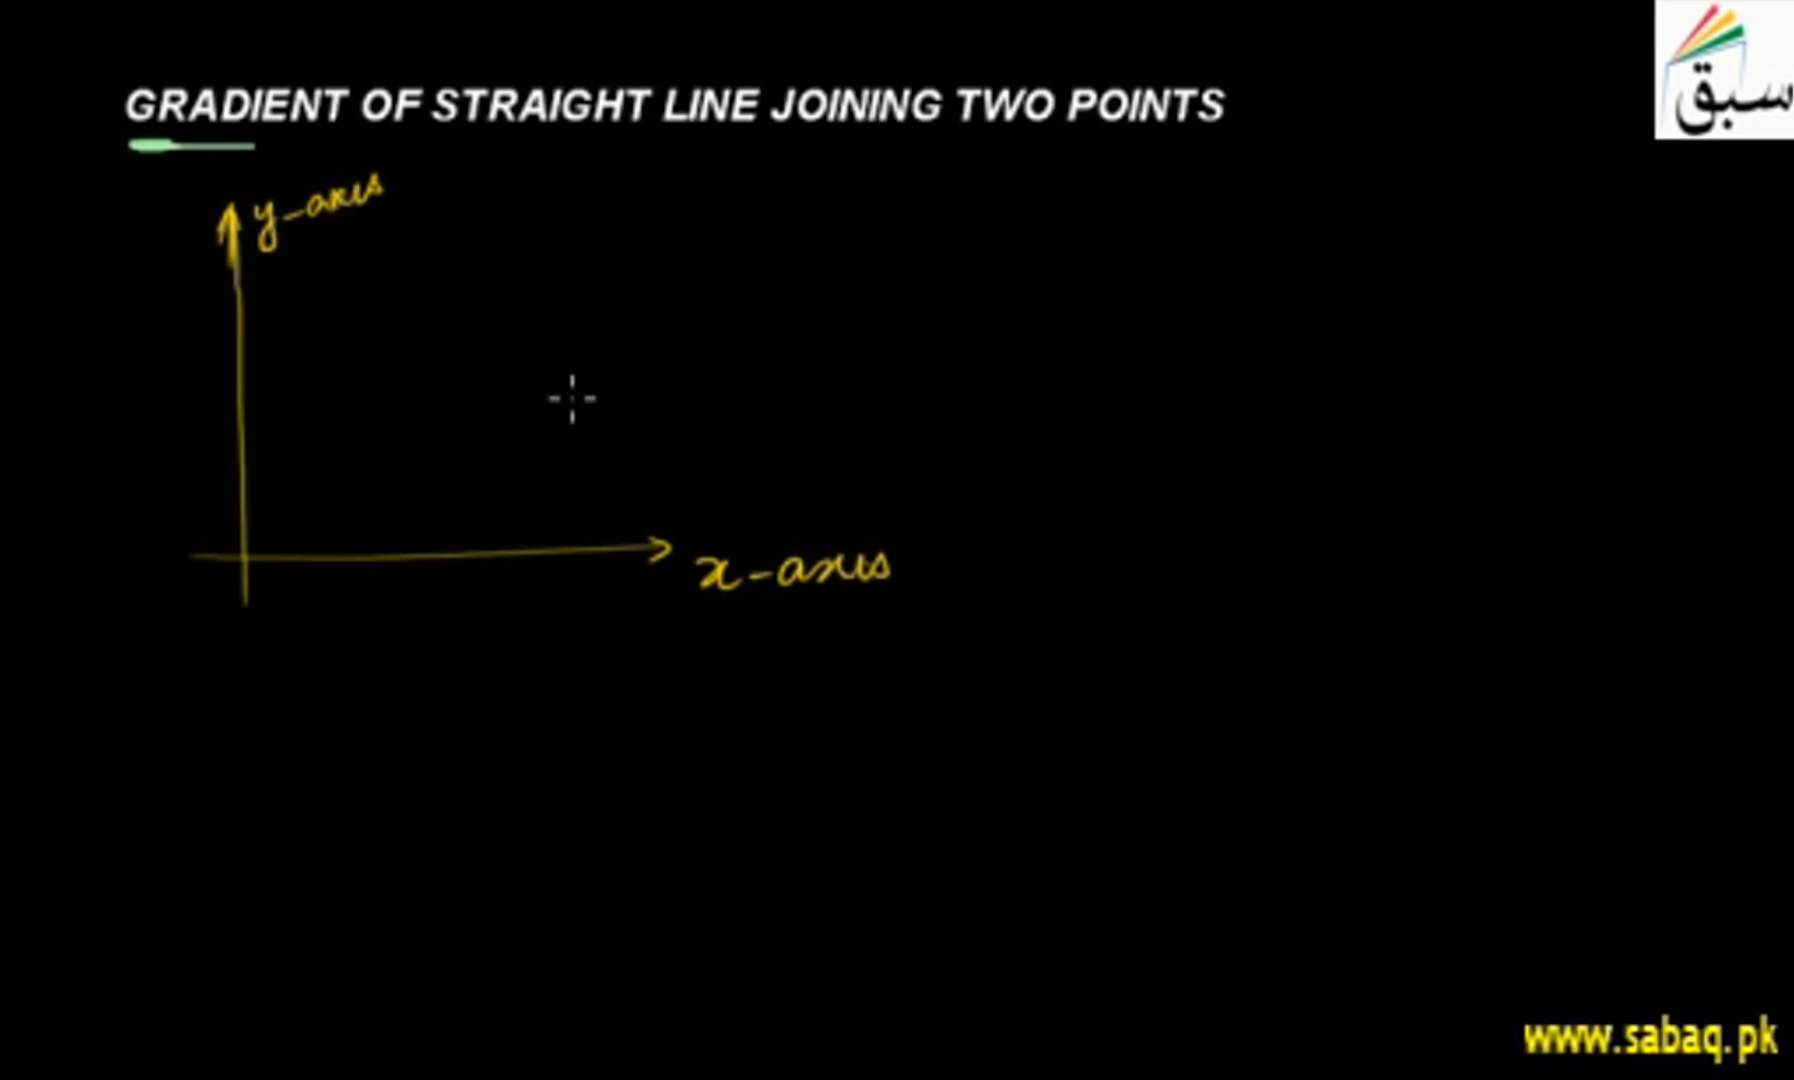 سبق
GRADIENT OF STRAIGHT LINE JOINING TWO POINTS
y-axis
x-axis
www.sabaq.pk